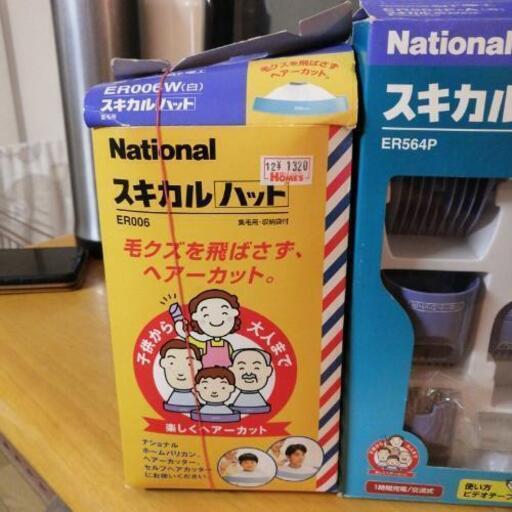 ER006W(白)
スキカルハット
毛クズを飛ばさず
ヘアーカット。
National
12 1320
HOMES
スキカルハット
ER006
集毛用・収納袋付
毛クズを飛ばさず、
ヘアーカット。
子供から大人まで
楽しくヘアーカット
ナショナル
ホームバリカン、
ヘアーカッター、
セルフヘアカッター
にお使いください
National
スキカル
ER564P
1時間充電/交流式
使い方
ビデオテープ